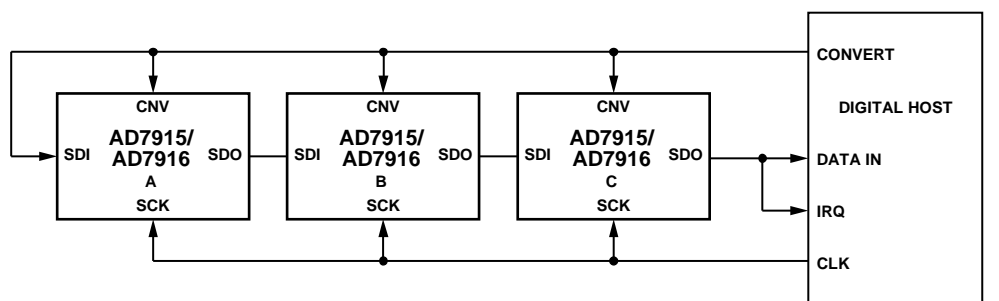 CONVERT
CNV
CNV
CNV
DIGITAL HOST
AD7915/
AD7916
AD7915/
AD7916
AD7915/
AD7916
SDI
SDO
SDI
SDO
SDI
SDO
DATA IN
A
B
C
SCK
SCK
SCK
IRQ
CLK